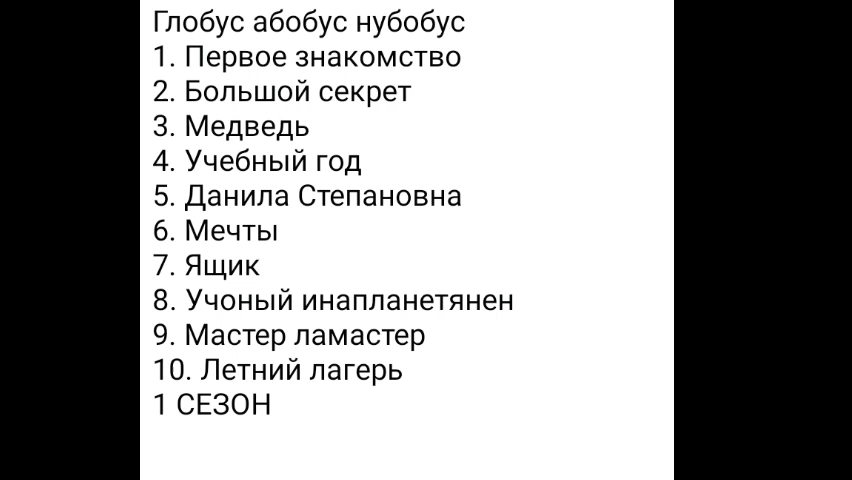 Глобус абобус нубобус
1. Первое знакомство
2. Большой секрет
3. Медведь
4. Учебный год
5. Данила Степановна
6. Мечты
7. Ящик
8. Учоный инапланетянен
9. Мастер ламастер
10. Летний лагерь
1 СЕЗОН